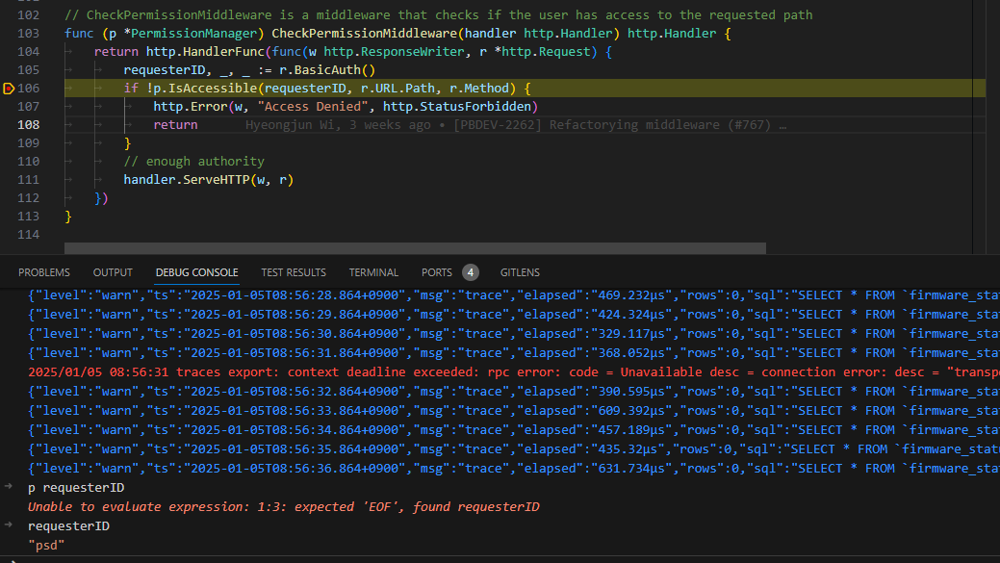 102 // CheckPermissionMiddleware is a middleware that checks if the user has access to the requested path
103 func (p *PermissionManager) CheckPermissionMiddleware(handler http.Handler) http.Handler {
104 return http.HandlerFunc(func(w http.ResponseWriter, r *http.Request) {
105 requesterID, _, _ := r.BasicAuth()
106 if !p.IsAccessible(requesterID, r.URL.Path, r.Method) {
107 http.Error(w, "Access Denied", http.StatusForbidden)
108 return Hyeongjun Wi, 3 weeks ago • [PBDEV-2262] Refactorying middleware (#767) …
109 }
110 // enough authority
111 handler.ServeHTTP(w, r)
112 })
113 }
114
PROBLEMS OUTPUT DEBUG CONSOLE TEST RESULTS TERMINAL PORTS 4 GITLENS
{"level":"warn","ts":"2025-01-05T08:56:28.864+0900","msg":"trace","elapsed":"469.232µs","rows":0,"sql":"SELECT * FROM `firmware_sta
{"level":"warn","ts":"2025-01-05T08:56:29.864+0900","msg":"trace","elapsed":"424.324µs","rows":0,"sql":"SELECT * FROM `firmware_sta
{"level":"warn","ts":"2025-01-05T08:56:30.864+0900","msg":"trace","elapsed":"329.117µs","rows":0,"sql":"SELECT * FROM `firmware_sta
{"level":"warn","ts":"2025-01-05T08:56:31.864+0900","msg":"trace","elapsed":"368.052µs","rows":0,"sql":"SELECT * FROM `firmware_sta
2025/01/05 08:56:31 traces export: context deadline exceeded: rpc error: code = Unavailable desc = connection error: desc = "transp
{"level":"warn","ts":"2025-01-05T08:56:32.864+0900","msg":"trace","elapsed":"390.595µs","rows":0,"sql":"SELECT * FROM `firmware_sta
{"level":"warn","ts":"2025-01-05T08:56:33.864+0900","msg":"trace","elapsed":"609.392µs","rows":0,"sql":"SELECT * FROM `firmware_sta
{"level":"warn","ts":"2025-01-05T08:56:34.864+0900","msg":"trace","elapsed":"457.189µs","rows":0,"sql":"SELECT * FROM `firmware_sta
{"level":"warn","ts":"2025-01-05T08:56:35.864+0900","msg":"trace","elapsed":"435.32µs","rows":0,"sql":"SELECT * FROM `firmware_statu
{"level":"warn","ts":"2025-01-05T08:56:36.864+0900","msg":"trace","elapsed":"631.734µs","rows":0,"sql":"SELECT * FROM `firmware_sta
p requesterID
Unable to evaluate expression: 1:3: expected 'EOF', found requesterID
requesterID
"psd"